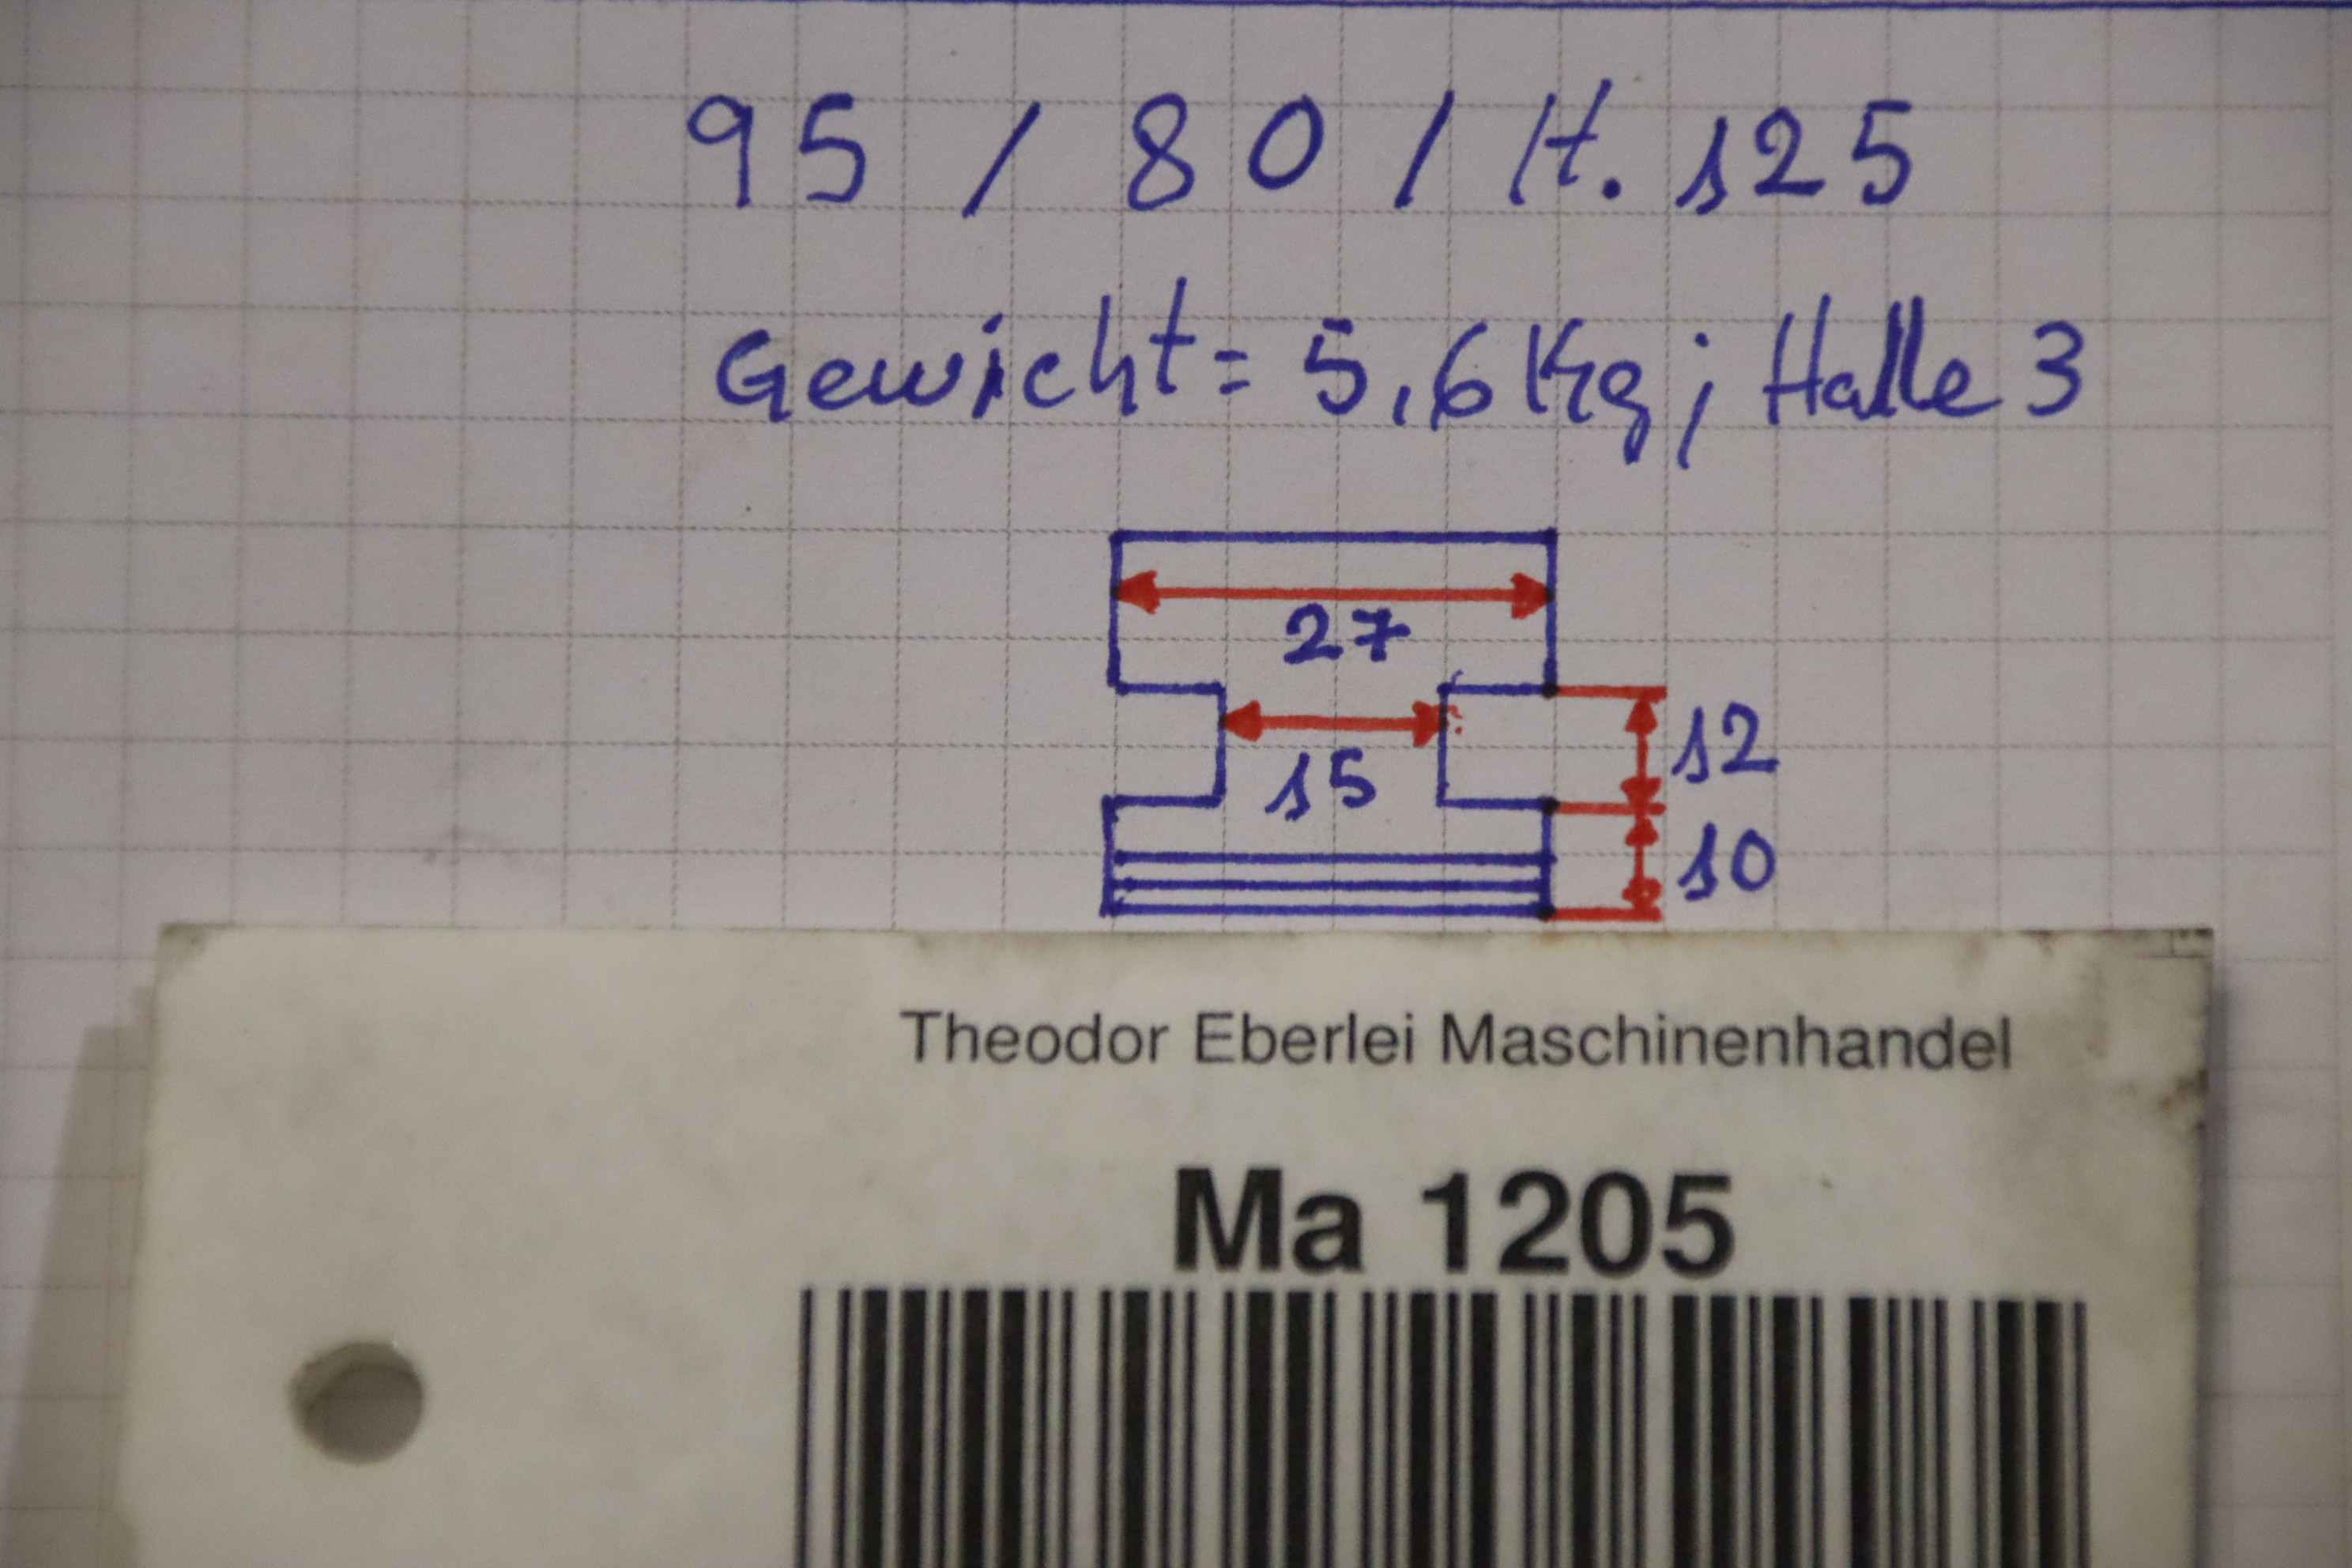 95 / 80 / H. 125
Gewicht = 5,6 Kg; Halle 3
27
15
12
10
Theodor Eberlei Maschinenhandel
Ma 1205